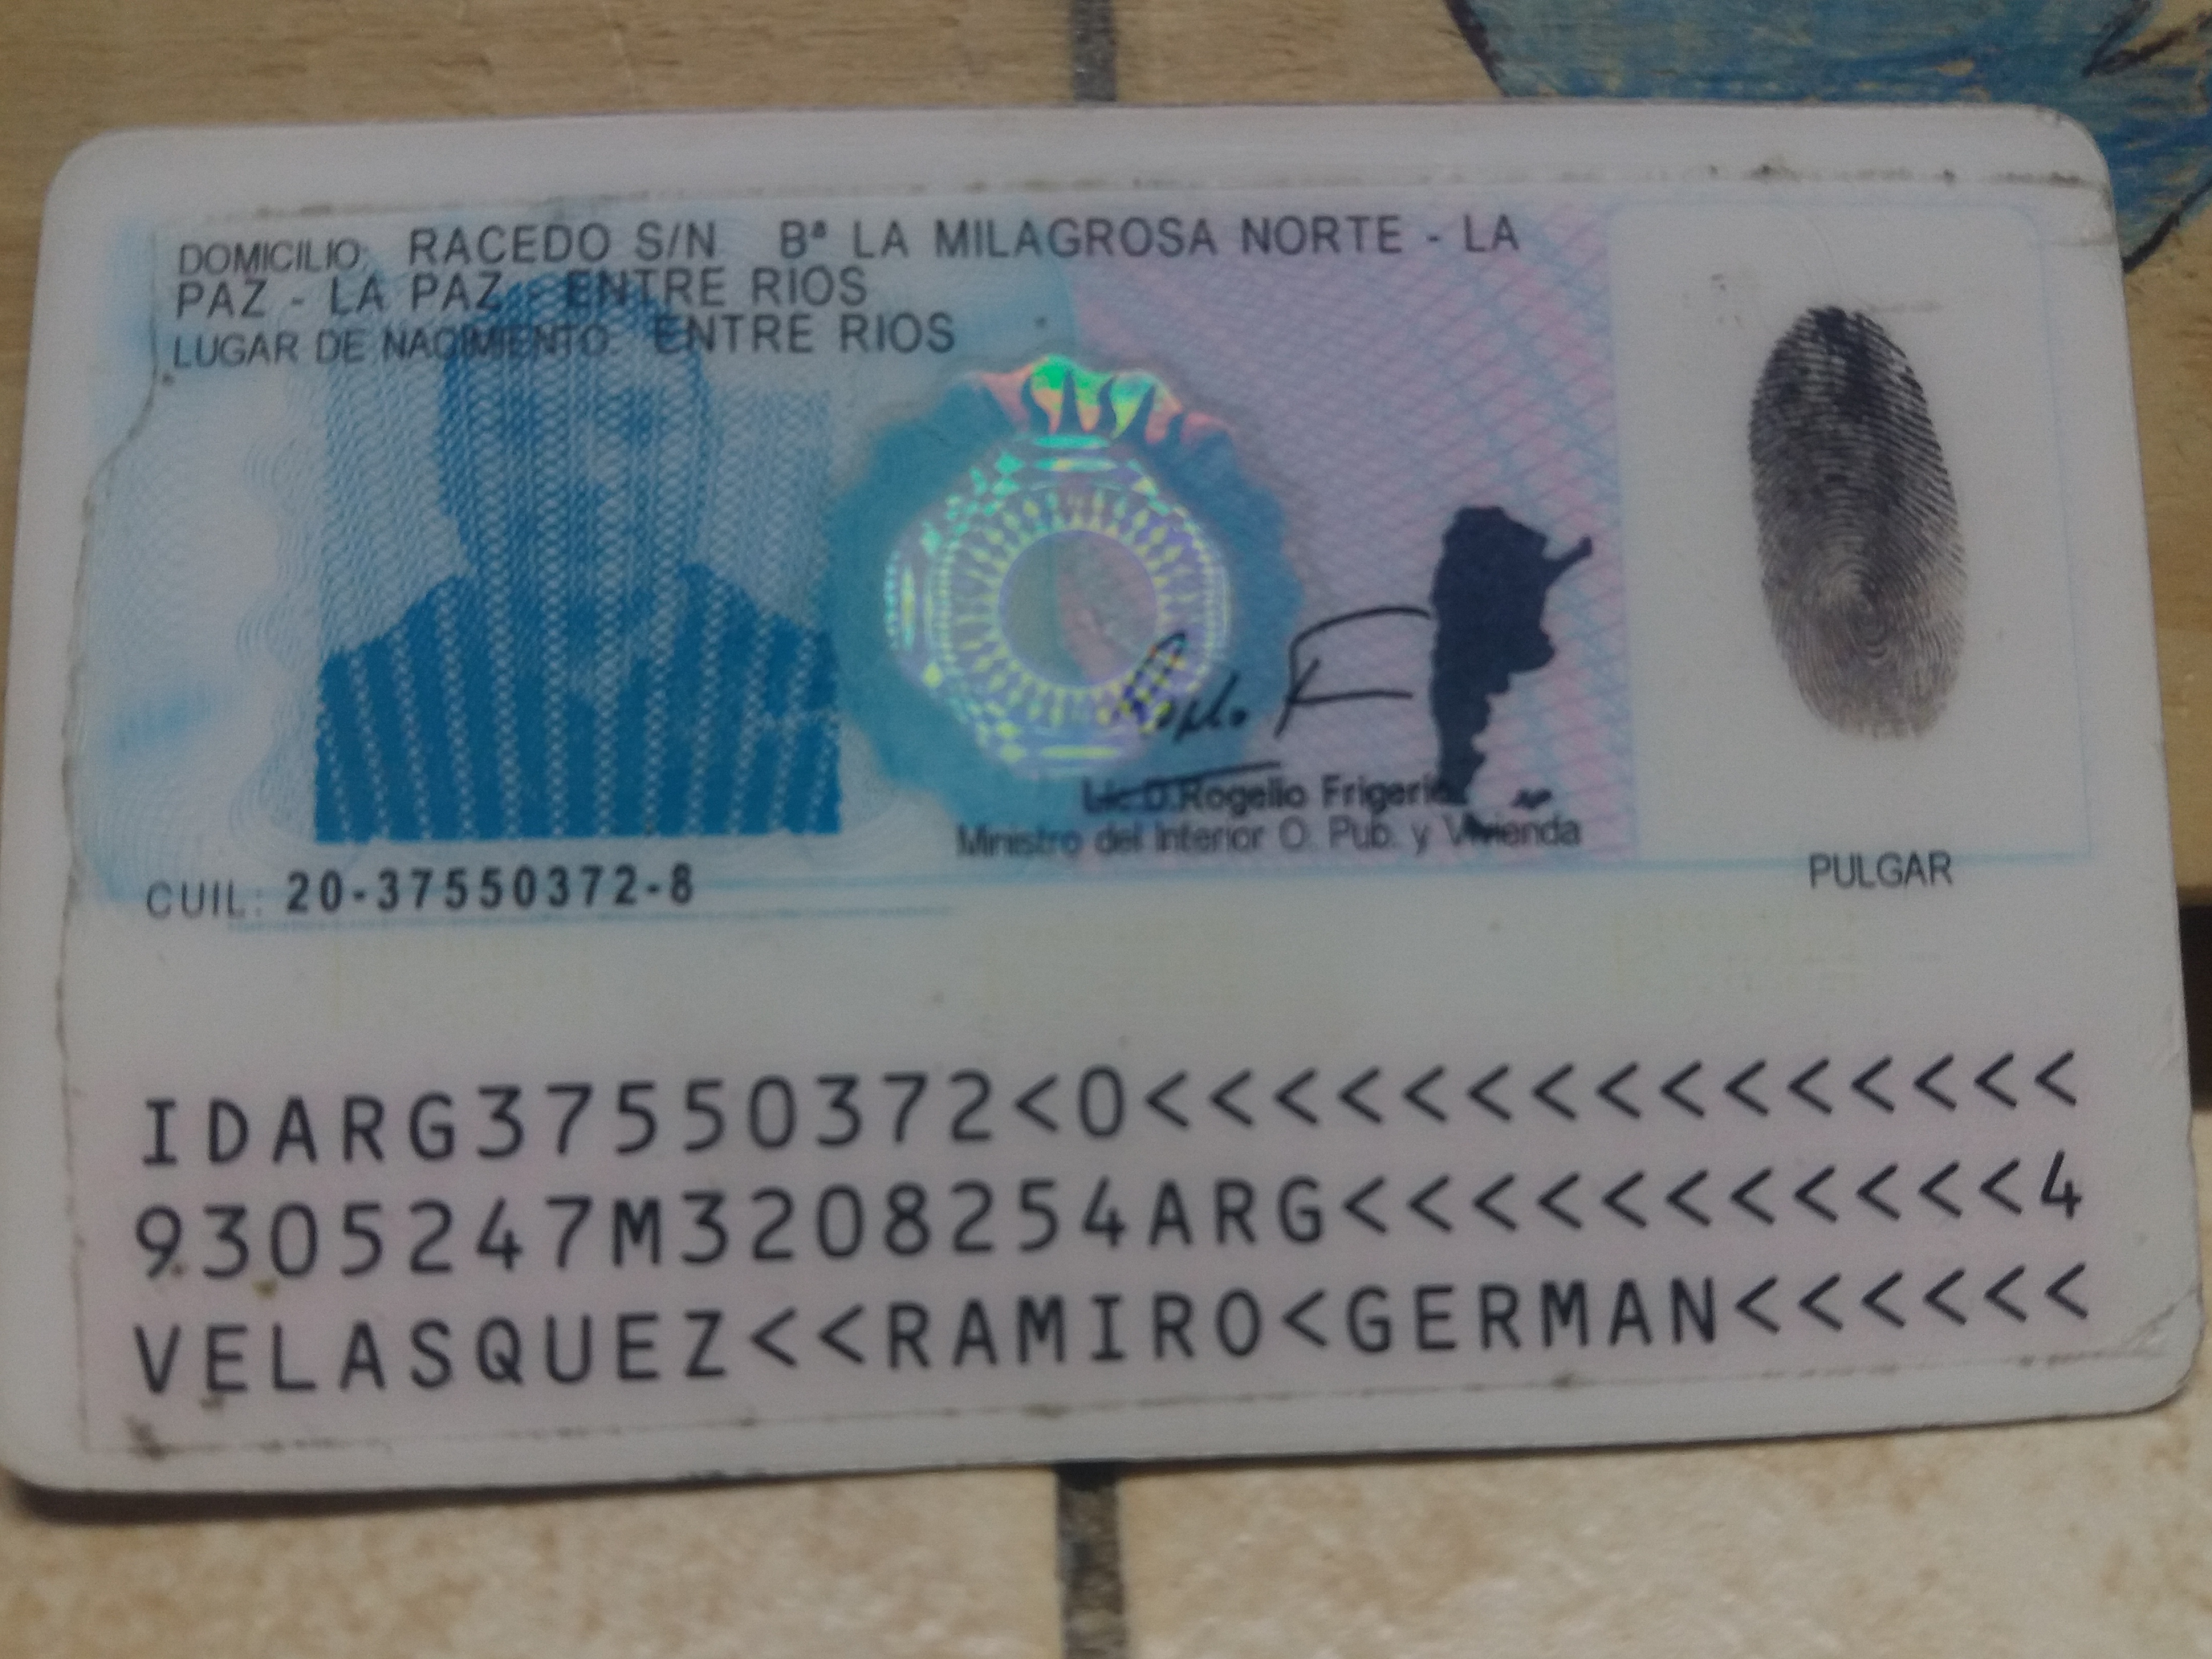 DOMICILIO: RACEDO S/N Bª LA MILAGROSA NORTE - LA
PAZ - LA PAZ - ENTRE RIOS
LUGAR DE NACIMIENTO: ENTRE RIOS
Lic D. Rogelio Frigerio
Ministro del Interior O. Pub. y Vivienda
PULGAR
CUIL: 20-37550372-8
IDARG37550372<0<<<<<<<<<<<<<<<
9305247M3208254ARG<<<<<<<<<<<4
VELASQUEZ<<RAMIRO<GERMAN<<<<<<